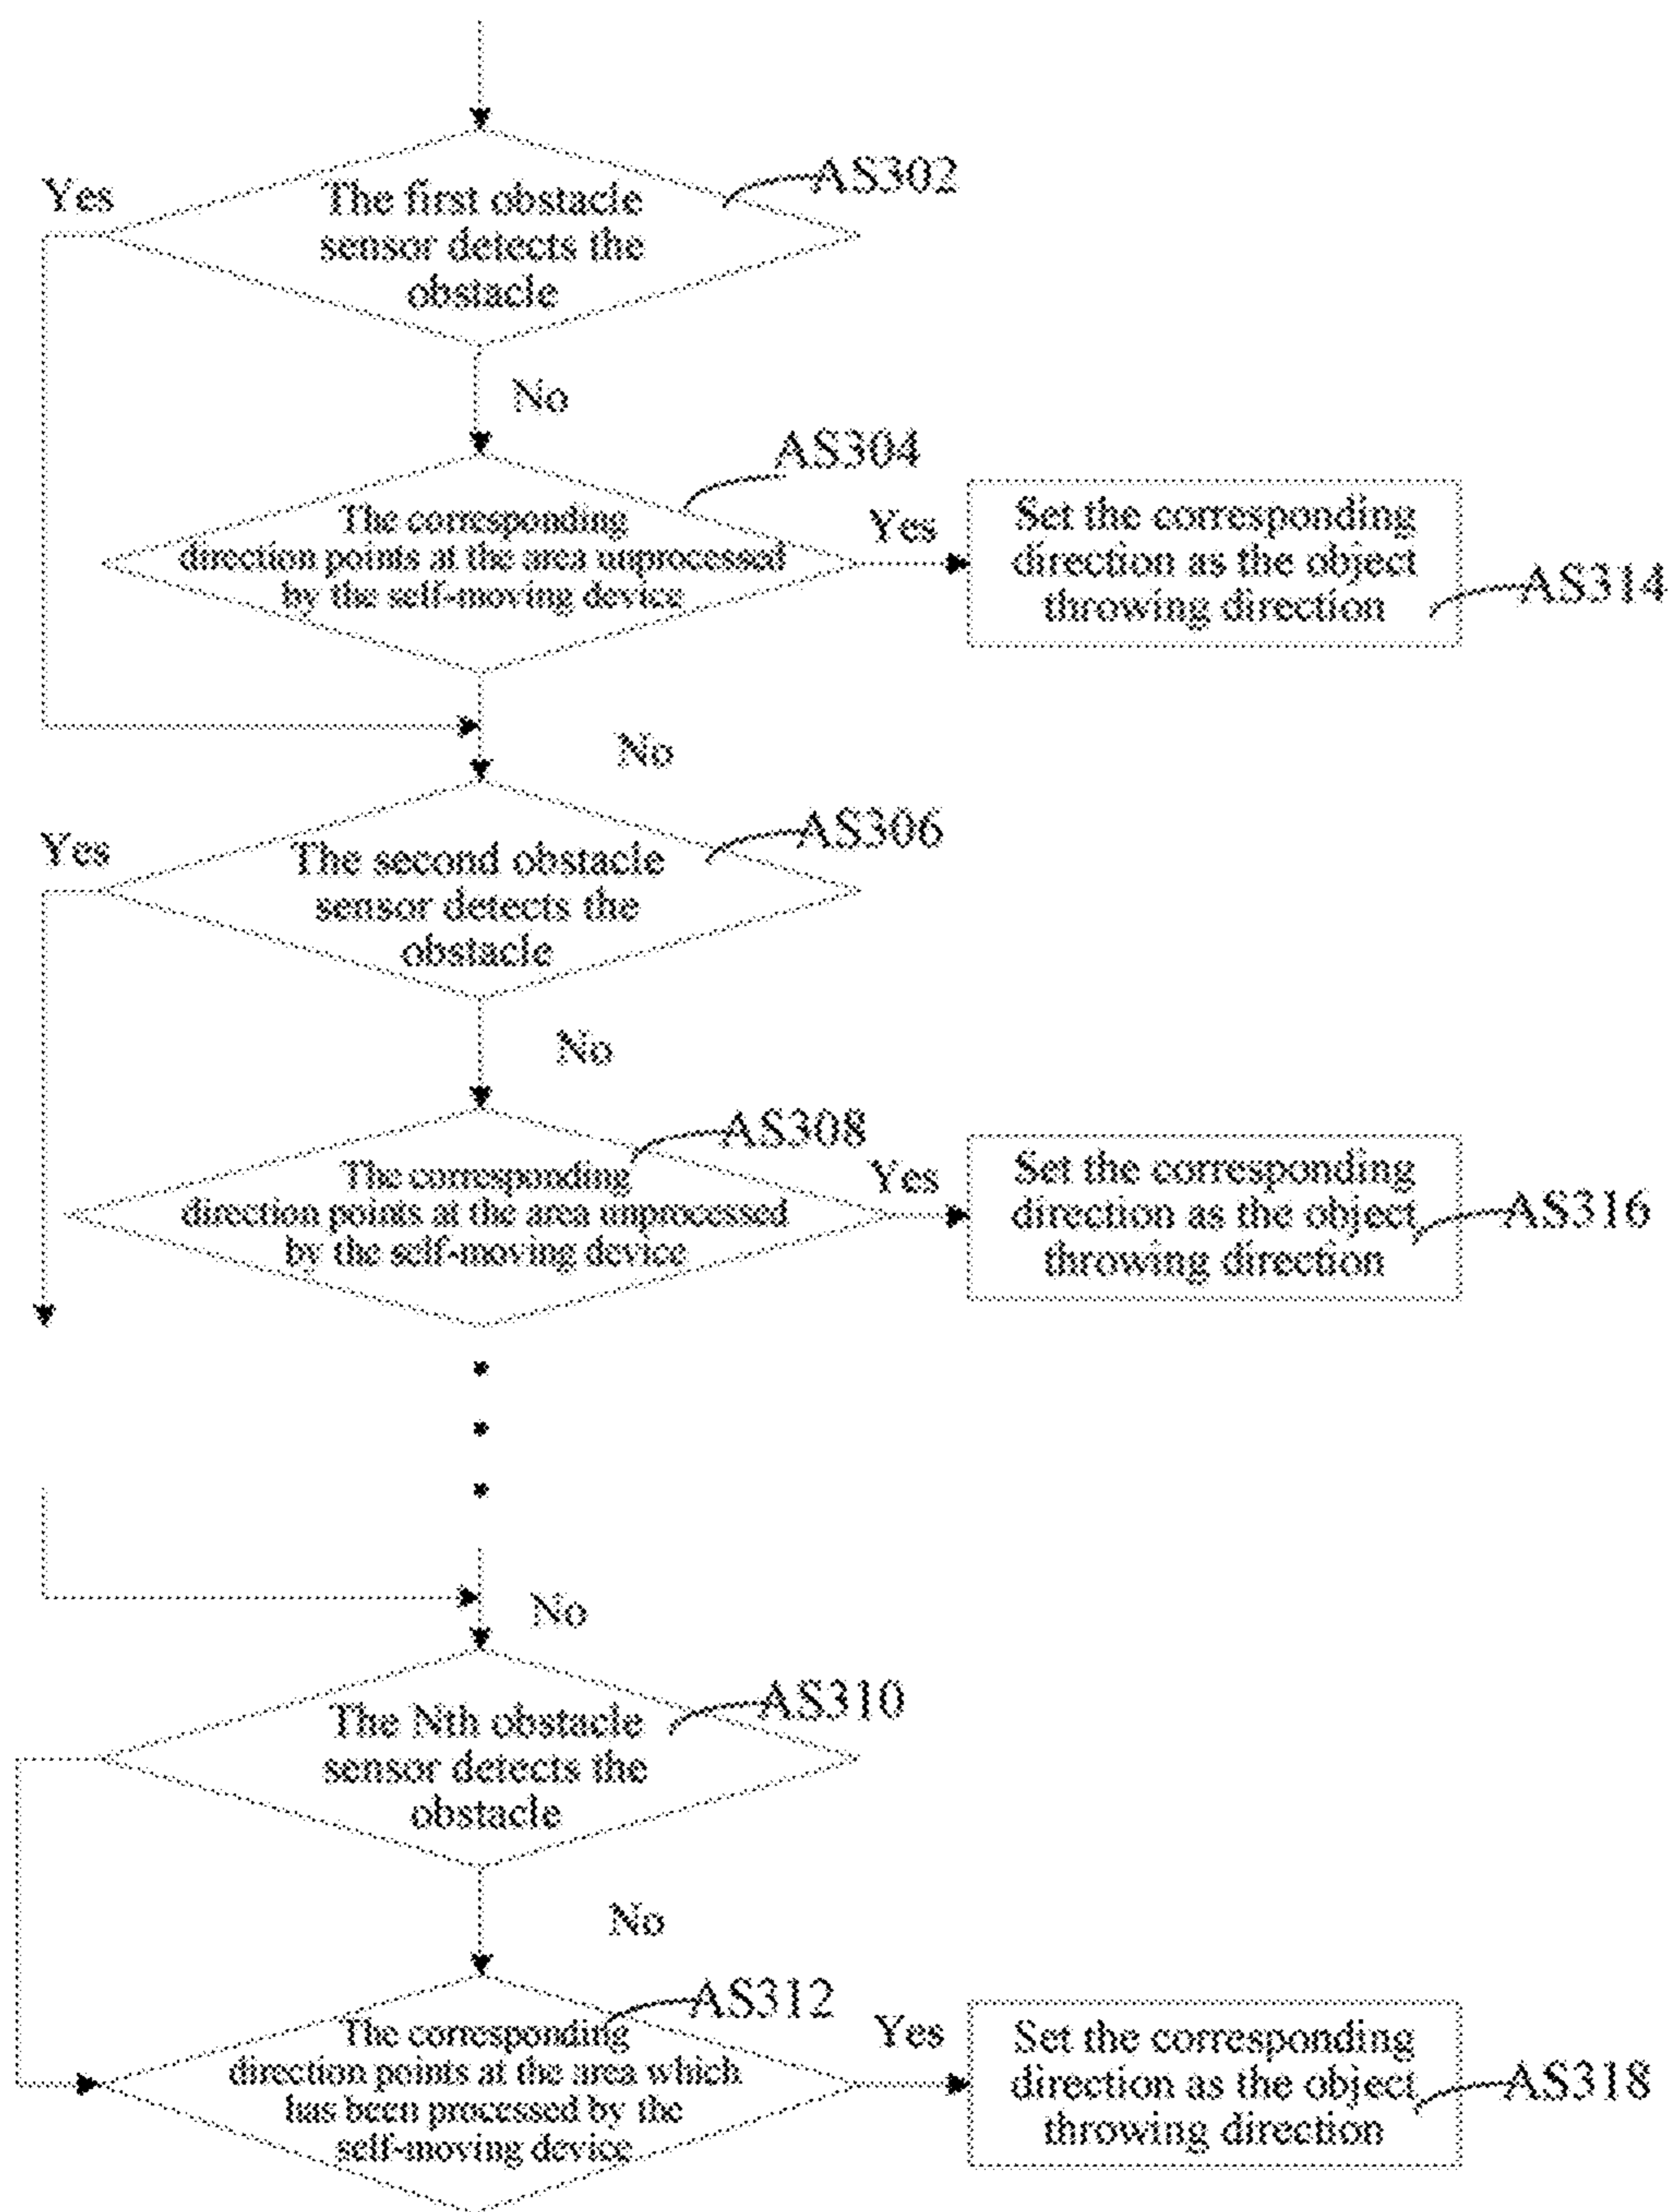 AS302
Yes
The first obstacle
sensor detects the
obstacle
No
AS304
The corresponding
direction points at the area unprocessed
by the self-moving device
Yes
Set the corresponding
direction as the object
throwing direction
AS314
No
AS306
Yes
The second obstacle
sensor detects the
obstacle
No
AS308
The corresponding
direction points at the area unprocessed
by the self-moving device
Yes
Set the corresponding
direction as the object
throwing direction
AS316
No
AS310
The Nth obstacle
sensor detects the
obstacle
No
AS312
The corresponding
direction points at the area which
has been processed by the
self-moving device
Yes
Set the corresponding
direction as the object
throwing direction
AS318